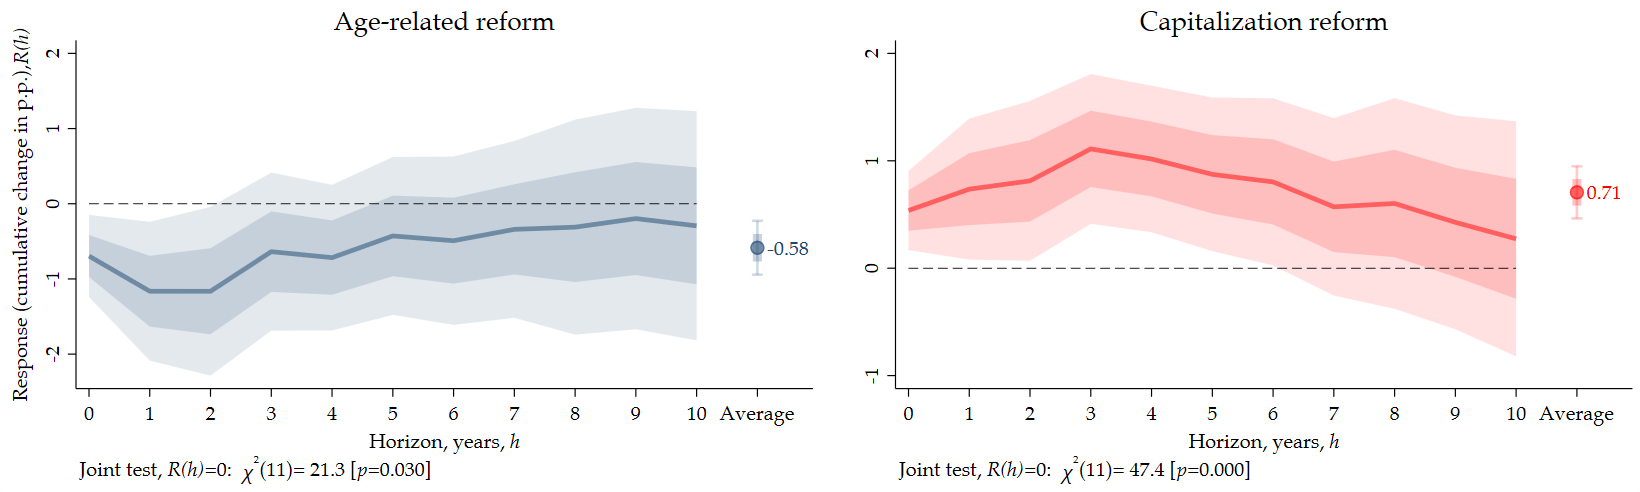 Age-related reform
Response (cumulative change in p.p.),R(h)
2
1
0
-1
-2
-0.58
0 1 2 3 4 5 6 7 8 9 10 Average
Horizon, years, h
Joint test, R(h)=0: χ²(11)= 21.3 [p=0.030]
Capitalization reform
2
1
0
-1
0.71
0 1 2 3 4 5 6 7 8 9 10 Average
Horizon, years, h
Joint test, R(h)=0: χ²(11)= 47.4 [p=0.000]